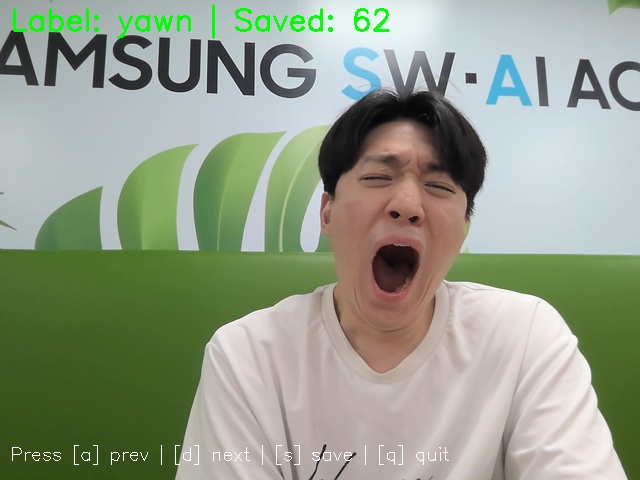 Label: yawn | Saved: 62
AMSUNG SW·AI AC
Press [a] prev | [d] next | [s] save | [q] quit